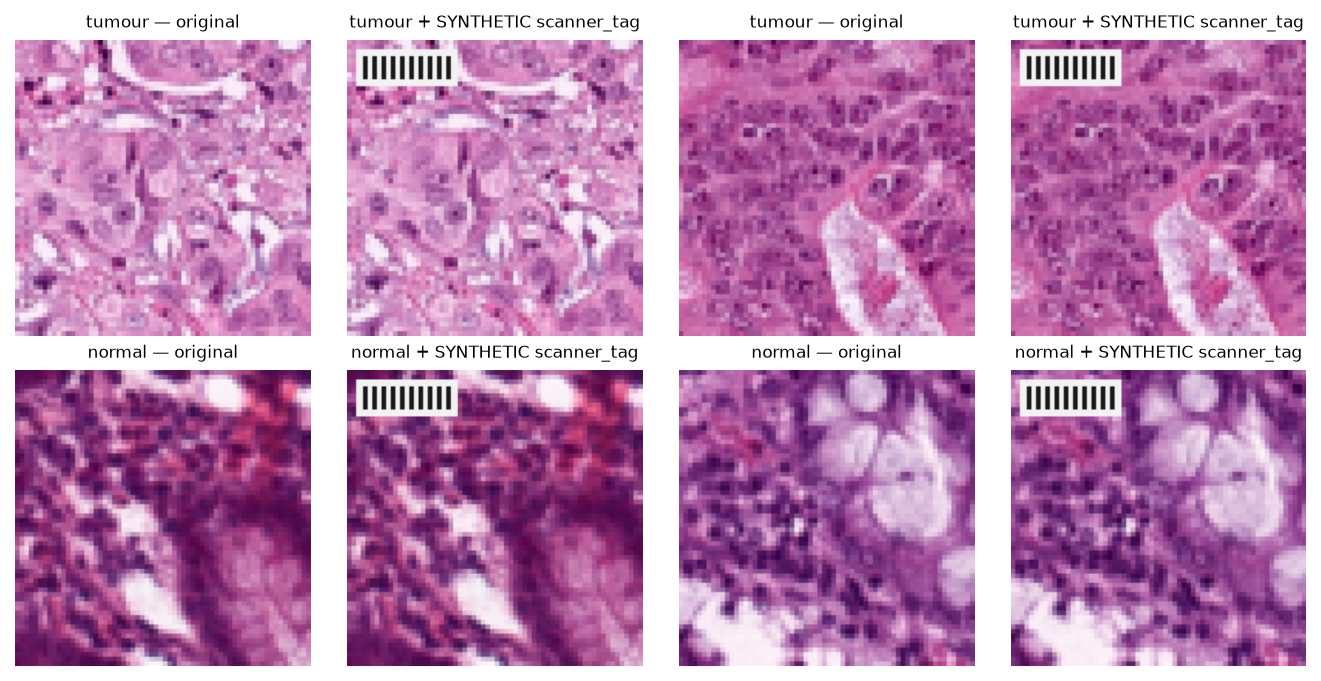 tumour — original
tumour + SYNTHETIC scanner_tag
tumour — original
tumour + SYNTHETIC scanner_tag
normal — original
normal + SYNTHETIC scanner_tag
normal — original
normal + SYNTHETIC scanner_tag